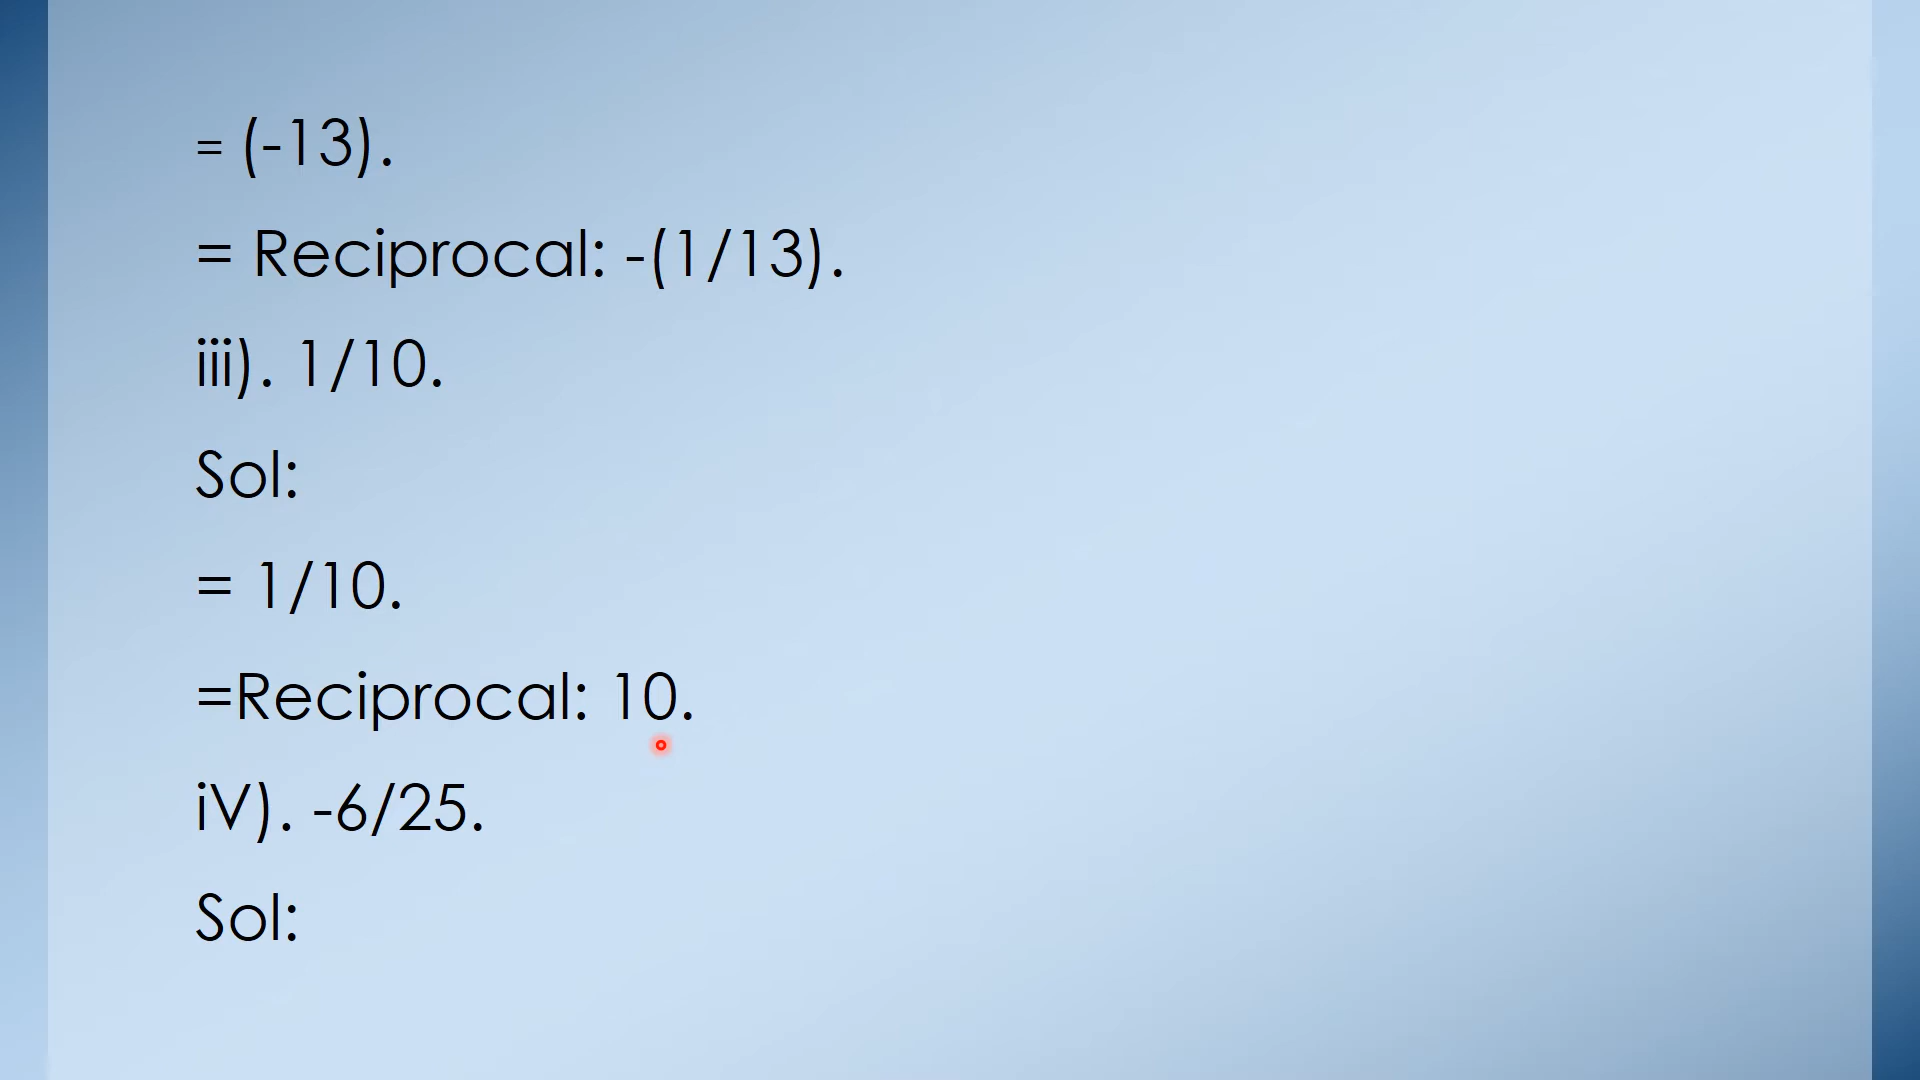 = (-13).
= Reciprocal: -(1/13).
iii). 1/10.
Sol:
= 1/10.
=Reciprocal: 10.
iV). -6/25.
Sol: